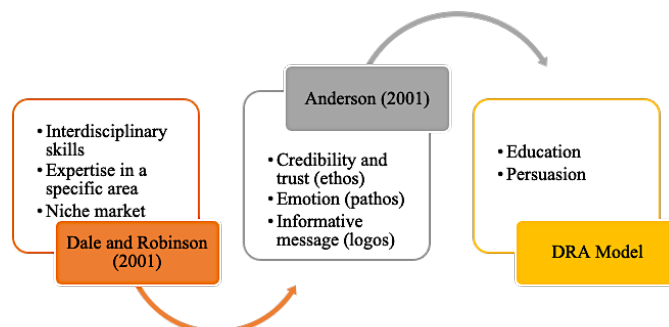 • Interdisciplinary
skills
• Expertise in a
specific area
• Niche market
Dale and Robinson
(2001)
Anderson (2001)
• Credibility and
trust (ethos)
• Emotion (pathos)
• Informative
message (logos)
• Education
• Persuasion
DRA Model